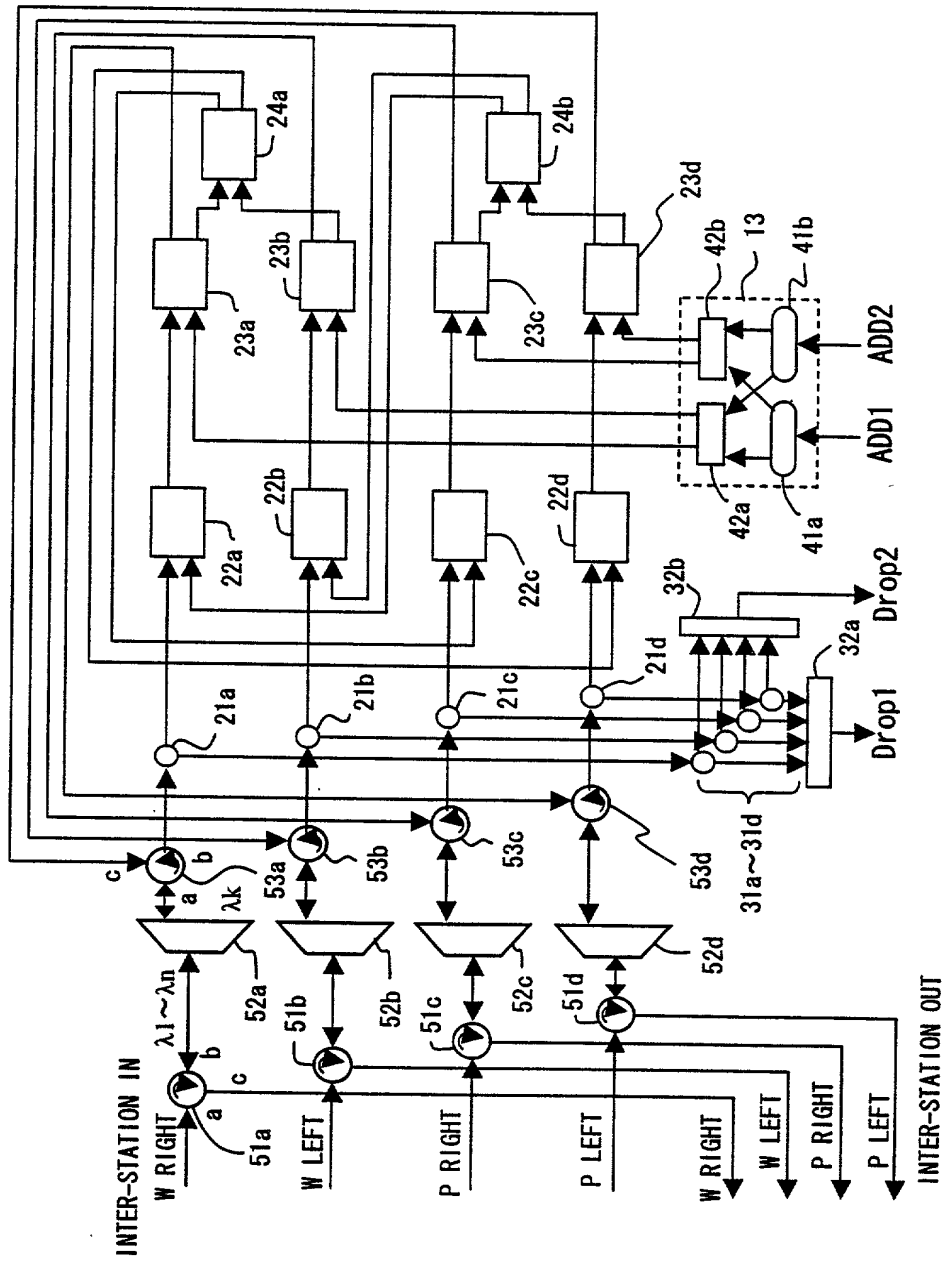 INTER-STATION IN
W RIGHT
51a
a
b
c
λ1~λn
52a
a
b
c
53a
λk
21a
22a
23a
24a
W LEFT
51b
52b
53b
21b
22b
23b
P RIGHT
51c
52c
53c
21c
22c
23c
24b
P LEFT
51d
52d
53d
21d
22d
23d
31a~31d
32b
32a
Drop1
Drop2
42a
42b
13
41a
41b
ADD1
ADD2
W RIGHT
W LEFT
P RIGHT
P LEFT
INTER-STATION OUT